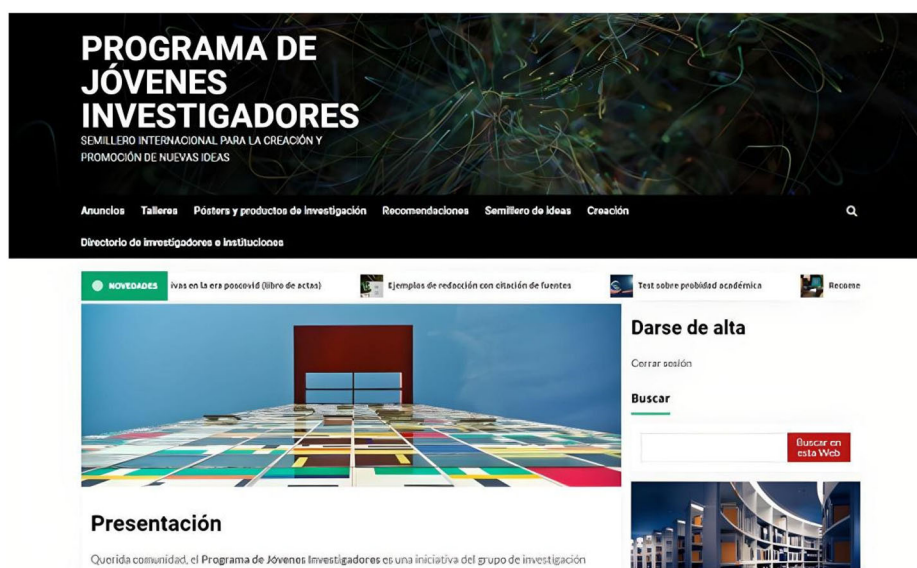 PROGRAMA DE
JÓVENES
INVESTIGADORES
SEMILLERO INTERNACIONAL PARA LA CREACIÓN Y
PROMOCIÓN DE NUEVAS IDEAS
Anuncios Talleres Pósters y productos de investigación Recomendaciones Semillero de ideas Creación
Directorio de investigadores e instituciones
NOVEDADES ivas en la era poscovid (libro de actas) Ejemplos de redacción con citación de fuentes Test sobre probidad académica Recome
Darse de alta
Cerrar sesión
Buscar
Buscar en
esta Web
Presentación
Querida comunidad, el Programa de Jóvenes Investigadores es una iniciativa del grupo de investigación